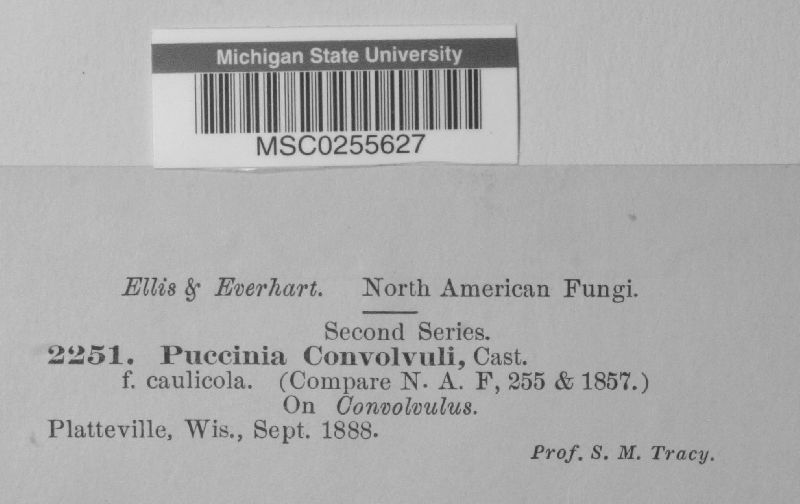 Michigan State University
MSC0255627
Ellis & Everhart. North American Fungi.
Second Series.
2251. Puccinia Convolvuli, Cast.
f. caulicola. (Compare N. A. F, 255 & 1857.)
On Convolvulus.
Platteville, Wis., Sept. 1888.
Prof. S. M. Tracy.